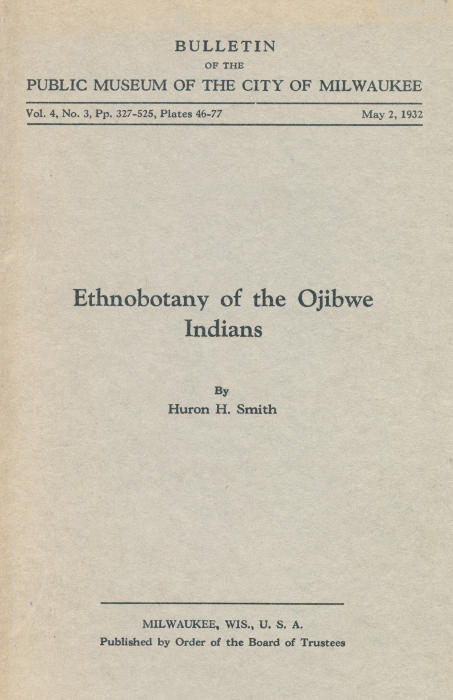 BULLETIN
OF THE
PUBLIC MUSEUM OF THE CITY OF MILWAUKEE
Vol. 4, No. 3, Pp. 327-525, Plates 46-77 May 2, 1932
Ethnobotany of the Ojibwe
Indians
By
Huron H. Smith
MILWAUKEE, WIS., U. S. A.
Published by Order of the Board of Trustees